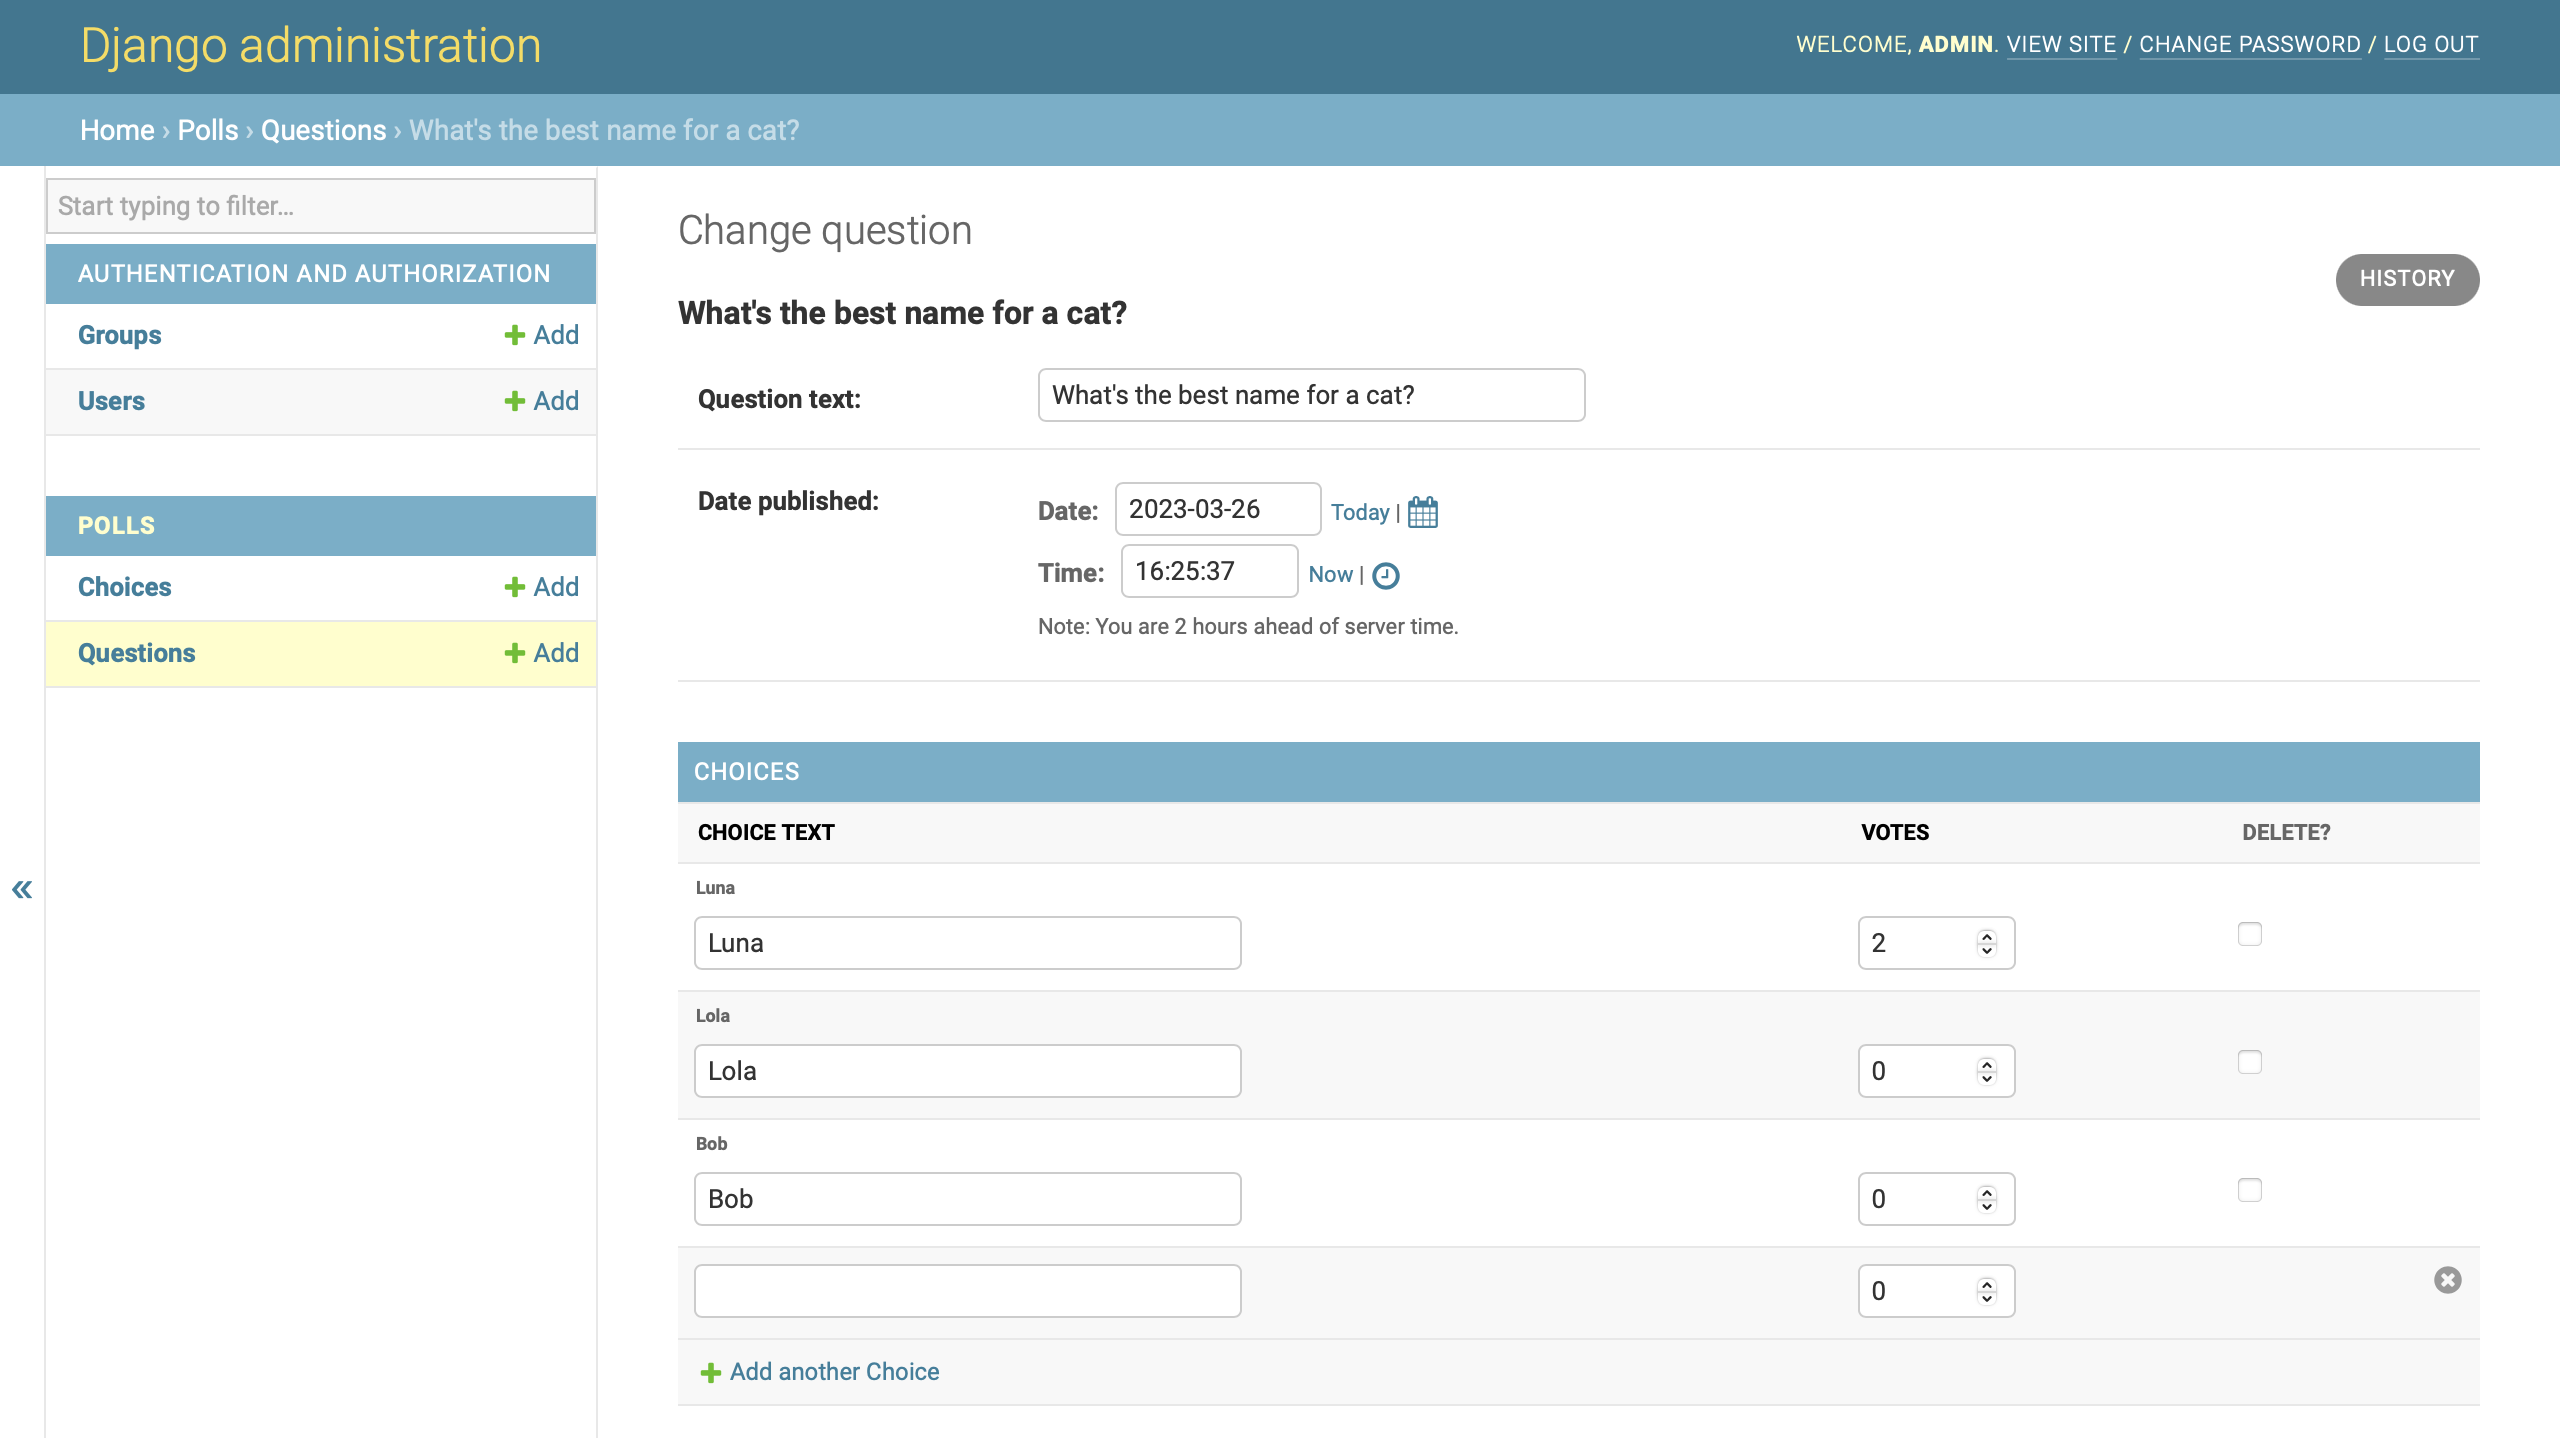 Django administration
WELCOME, ADMIN. VIEW SITE / CHANGE PASSWORD / LOG OUT
Home › Polls › Questions › What's the best name for a cat?
Start typing to filter...
AUTHENTICATION AND AUTHORIZATION
Groups Add
Users Add
POLLS
Choices Add
Questions Add
«
Change question
HISTORY
What's the best name for a cat?
Question text: What's the best name for a cat?
Date published:
Date: 2023-03-26 Today |
Time: 16:25:37 Now |
Note: You are 2 hours ahead of server time.
CHOICES
CHOICE TEXT VOTES DELETE?
Luna
Luna 2
Lola
Lola 0
Bob
Bob 0
0
Add another Choice